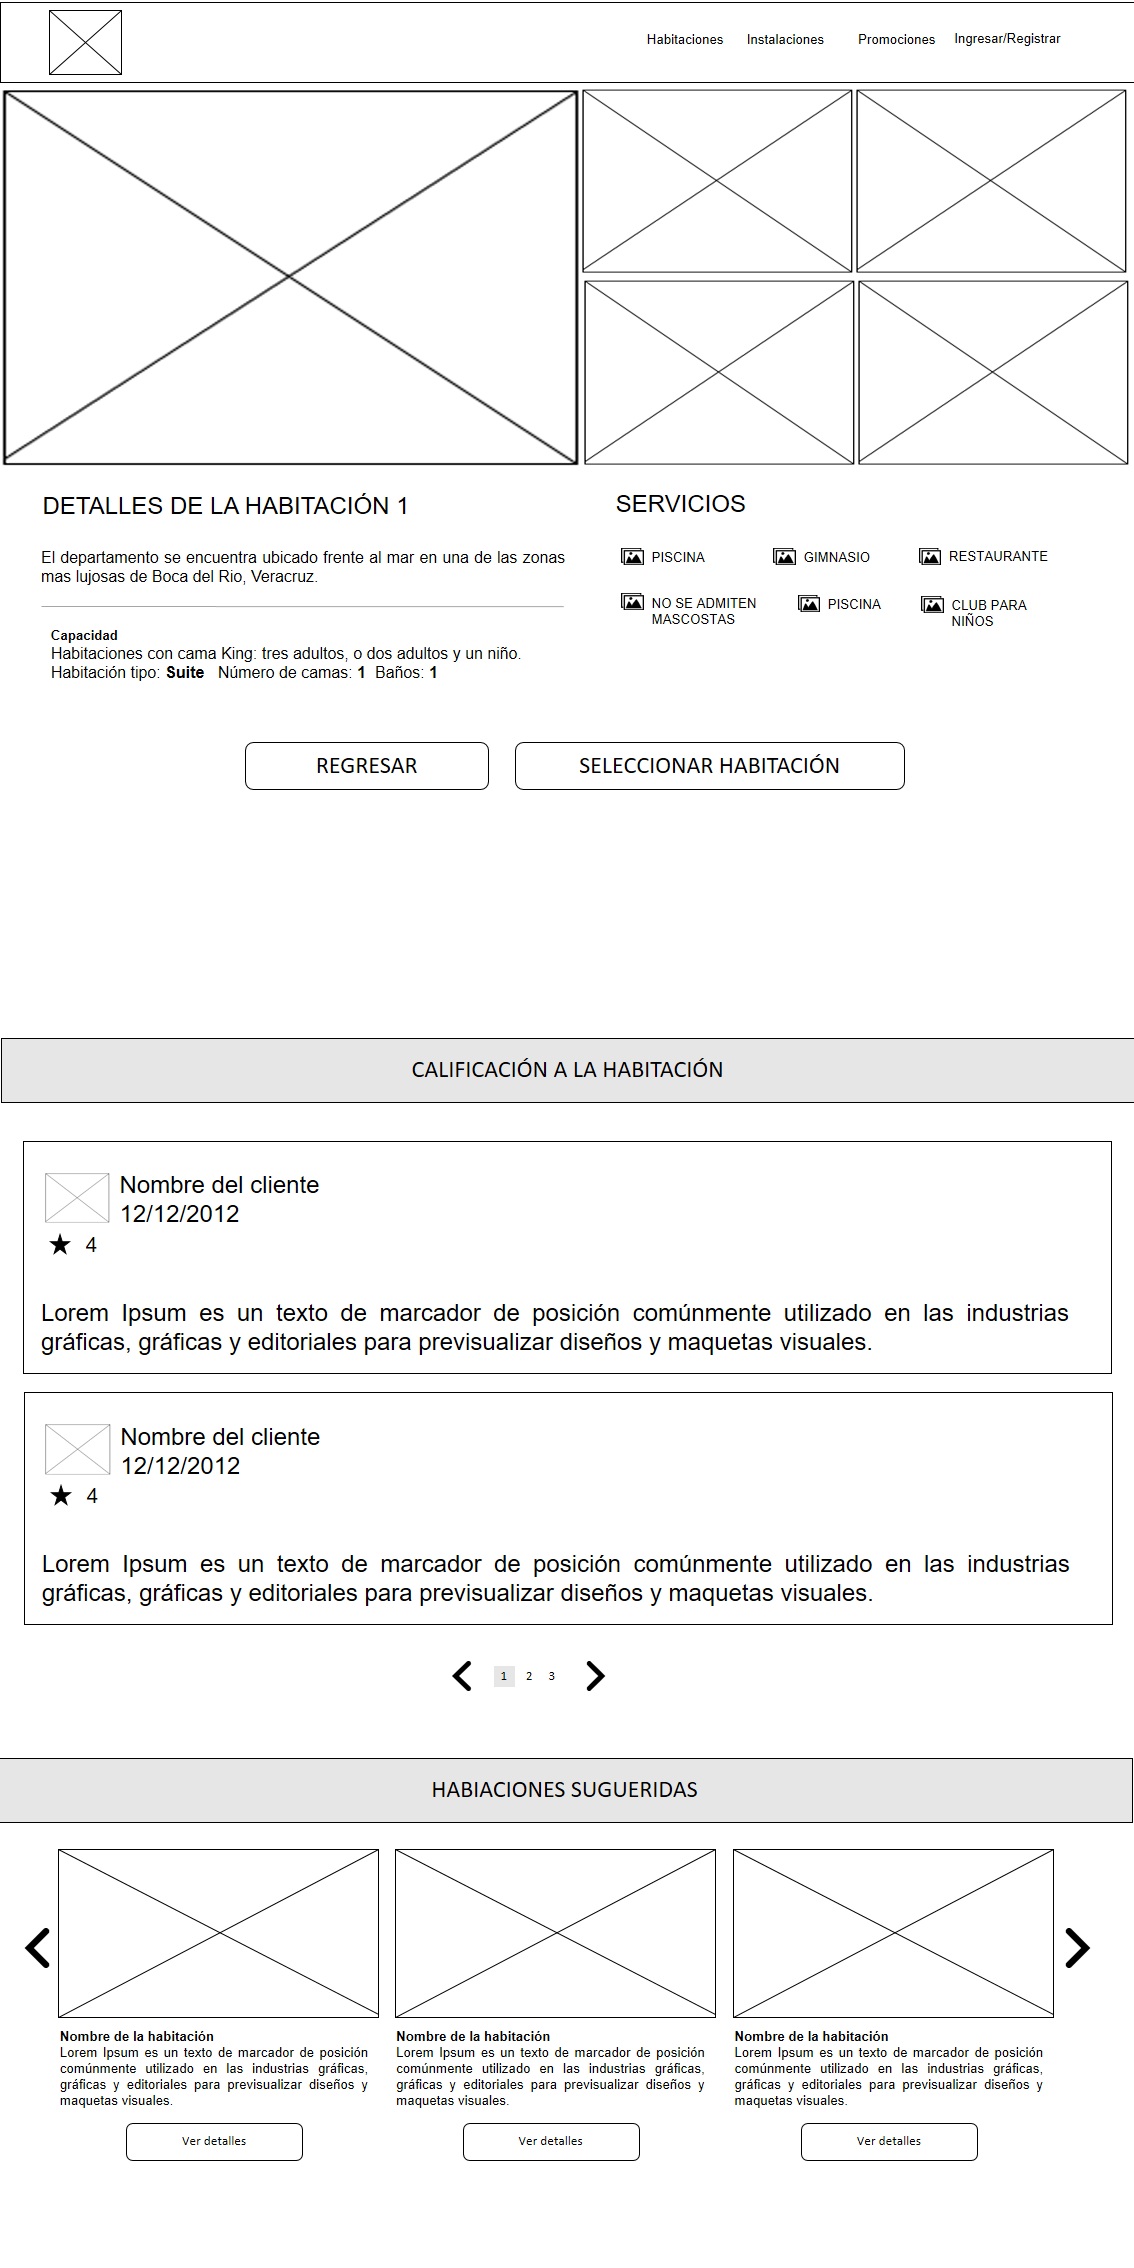 Habitaciones Instalaciones Promociones Ingresar/Registrar
DETALLES DE LA HABITACIÓN 1
El departamento se encuentra ubicado frente al mar en una de las zonas
mas lujosas de Boca del Rio, Veracruz.
Capacidad
Habitaciones con cama King: tres adultos, o dos adultos y un niño.
Habitación tipo: Suite Número de camas: 1 Baños: 1
SERVICIOS
PISCINA GIMNASIO RESTAURANTE
NO SE ADMITEN
MASCOSTAS
PISCINA
CLUB PARA
NIÑOS
REGRESAR SELECCIONAR HABITACIÓN
CALIFICACIÓN A LA HABITACIÓN
Nombre del cliente
12/12/2012
4
Lorem Ipsum es un texto de marcador de posición comúnmente utilizado en las industrias
gráficas, gráficas y editoriales para previsualizar diseños y maquetas visuales.
Nombre del cliente
12/12/2012
4
Lorem Ipsum es un texto de marcador de posición comúnmente utilizado en las industrias
gráficas, gráficas y editoriales para previsualizar diseños y maquetas visuales.
1 2 3
HABIACIONES SUGUERIDAS
Nombre de la habitación
Lorem Ipsum es un texto de marcador de posición
comúnmente utilizado en las industrias gráficas,
gráficas y editoriales para previsualizar diseños y
maquetas visuales.
Ver detalles
Nombre de la habitación
Lorem Ipsum es un texto de marcador de posición
comúnmente utilizado en las industrias gráficas,
gráficas y editoriales para previsualizar diseños y
maquetas visuales.
Ver detalles
Nombre de la habitación
Lorem Ipsum es un texto de marcador de posición
comúnmente utilizado en las industrias gráficas,
gráficas y editoriales para previsualizar diseños y
maquetas visuales.
Ver detalles